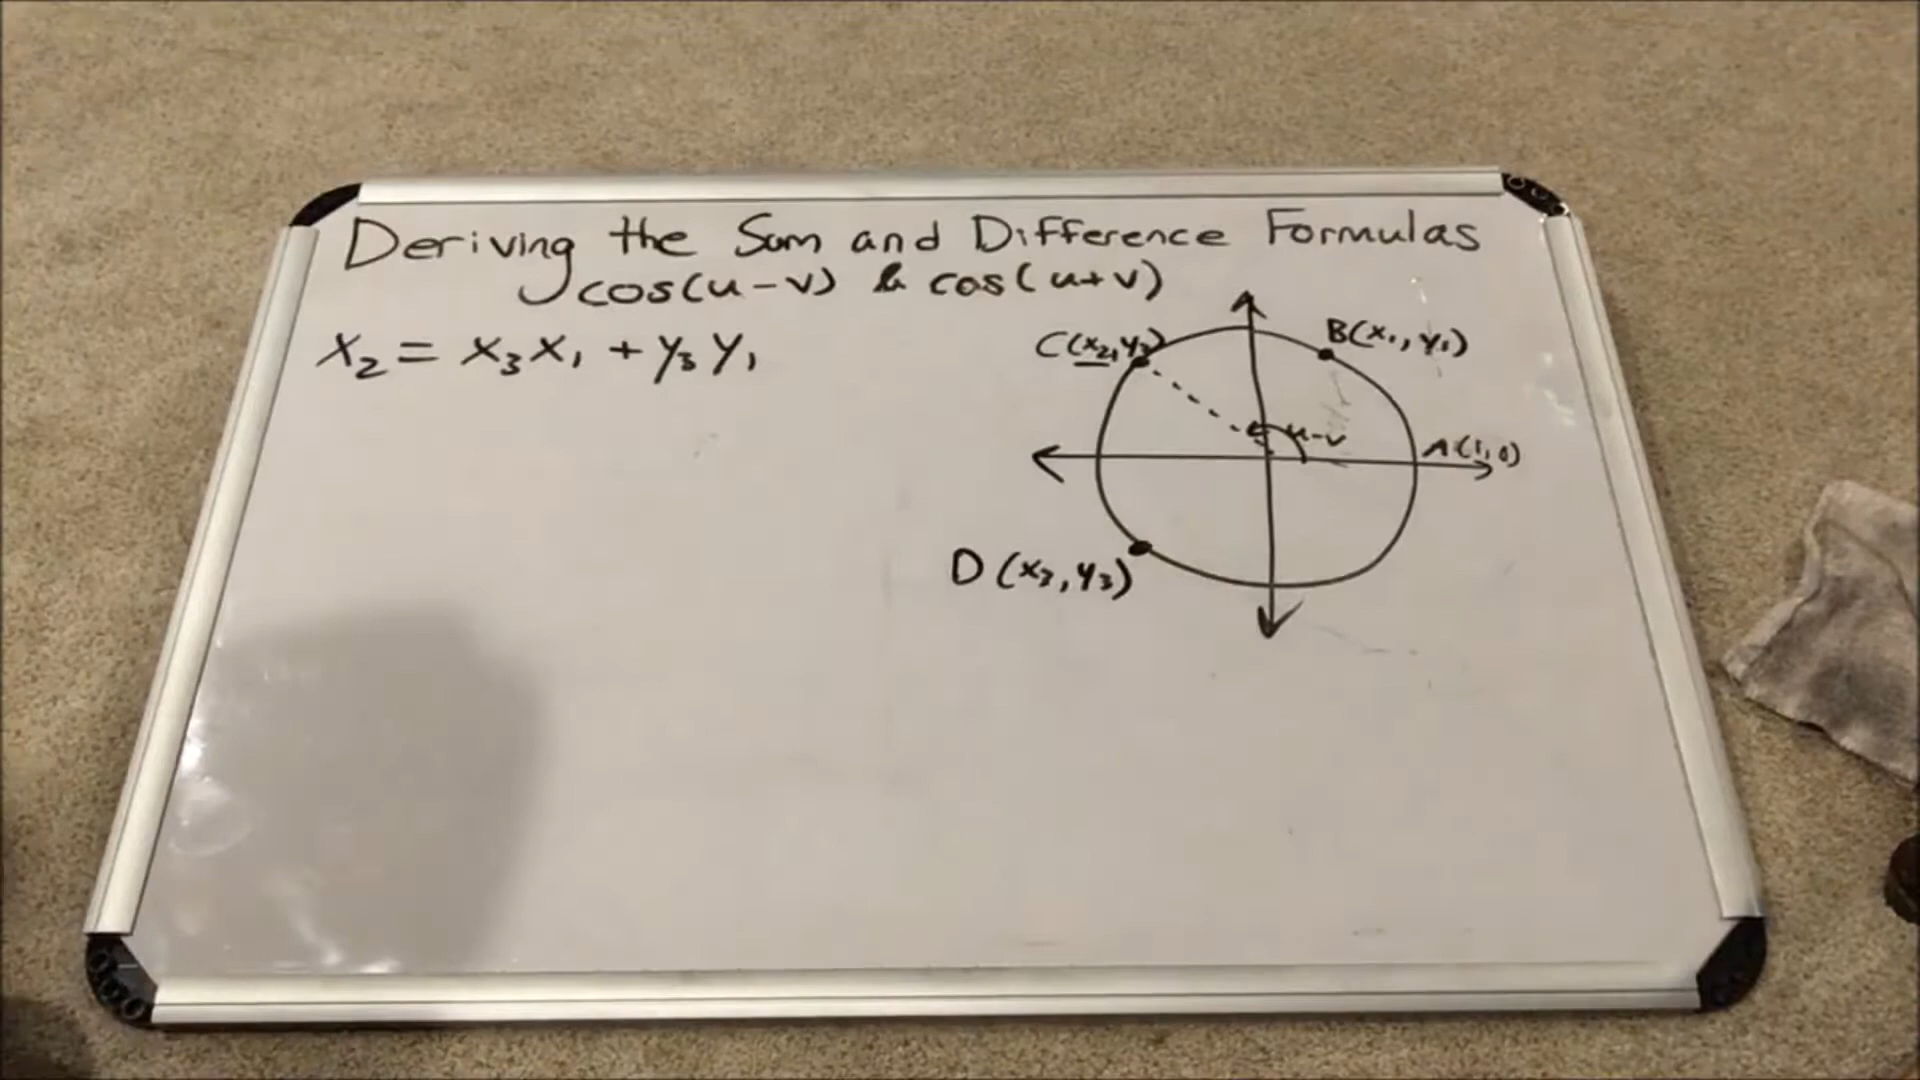 Deriving the Sum and Difference Formulas
cos(u-v) & cos(u+v)
x₂ = x₃x₁ + y₃y₁
C(x₂,y₂)
B(x₁, y₁)
u-v
A(1,0)
D(x₃,y₃)